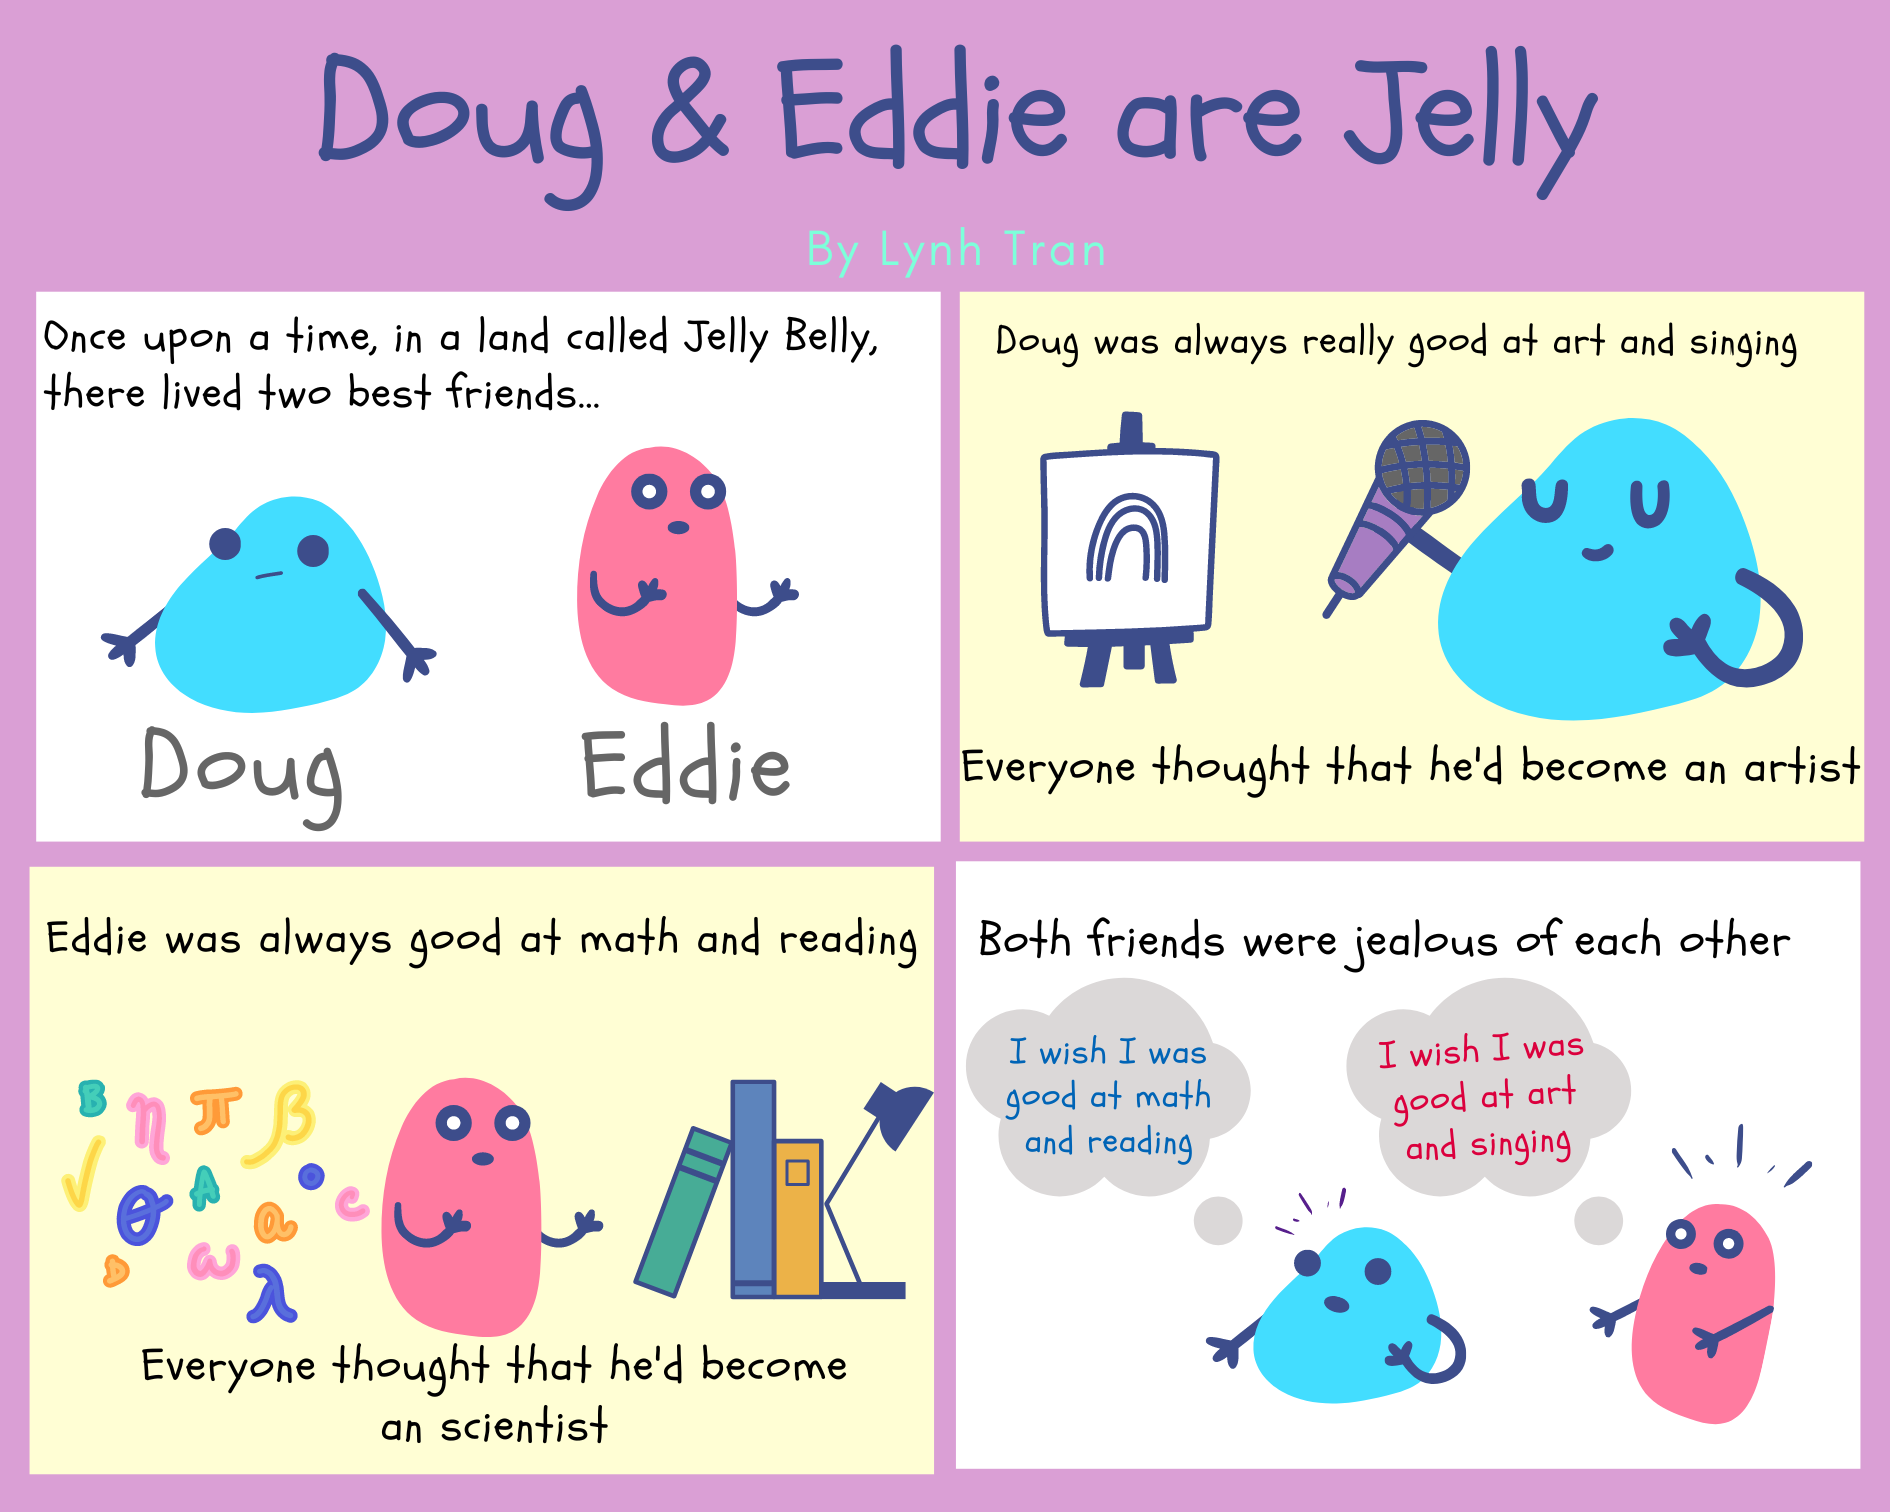 Doug & Eddie are Jelly
By Lynh Tran
Once upon a time, in a land called Jelly Belly,
there lived two best friends...
Doug
Eddie
Doug was always really good at art and singing
Everyone thought that he'd become an artist
Eddie was always good at math and reading
B η π β
√ θ A o c
a
D ω λ
Everyone thought that he'd become
an scientist
Both friends were jealous of each other
I wish I was
good at math
and reading
I wish I was
good at art
and singing